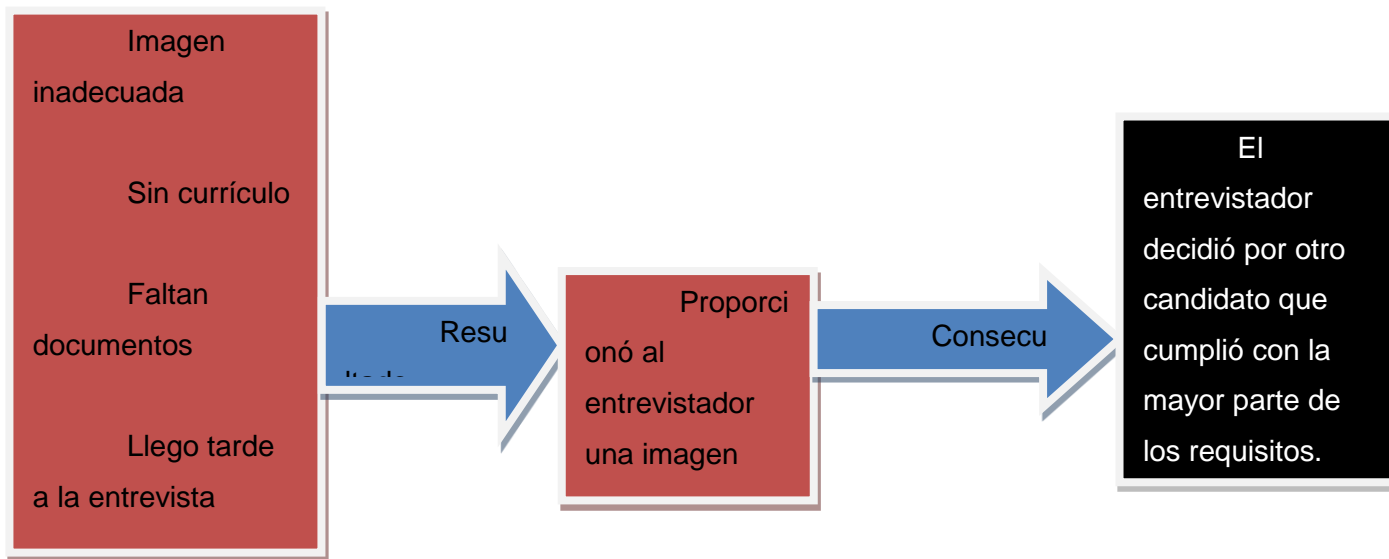 Imagen
inadecuada
Sin currículo
Faltan
documentos
Llego tarde
a la entrevista
Resu
ltado
Proporci
onó al
entrevistador
una imagen
Consecu
El
entrevistador
decidió por otro
candidato que
cumplió con la
mayor parte de
los requisitos.